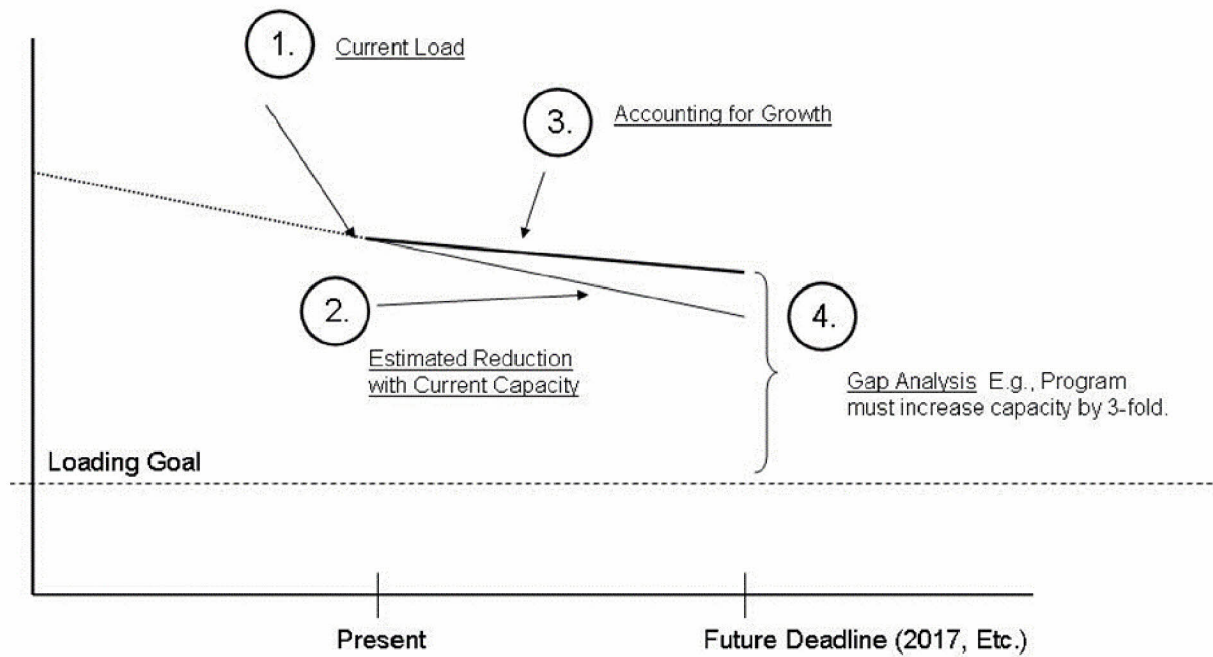 1.
Current Load
3.
Accounting for Growth
2.
Estimated Reduction
with Current Capacity
4.
Gap Analysis E.g., Program
must increase capacity by 3-fold.
Loading Goal
Present
Future Deadline (2017, Etc.)